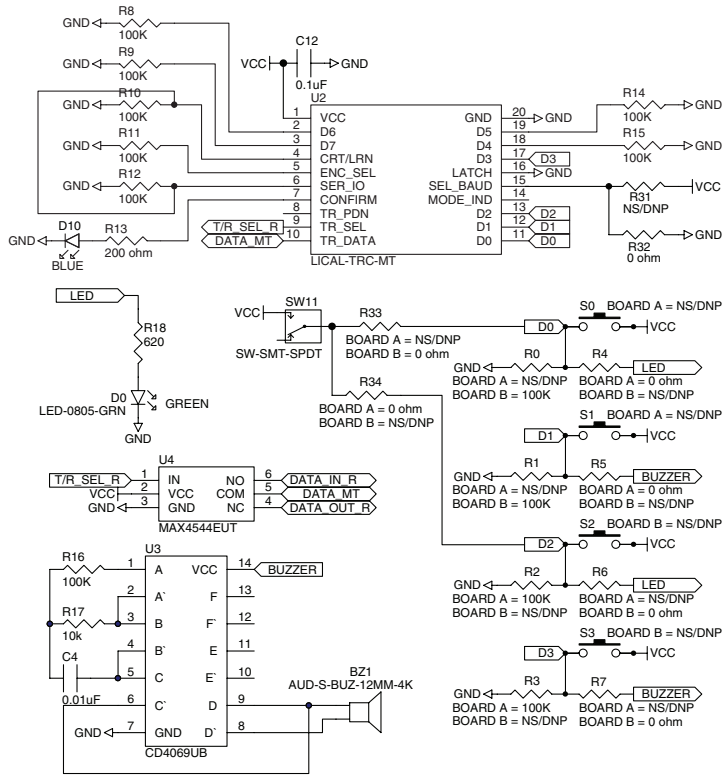 R8
GND
100K
R9
GND
100K
R10
GND
100K
R11
GND
100K
R12
GND
100K
D10
R13
GND
BLUE
200 ohm
C12
VCC
GND
0.1uF
U2
1 VCC GND 20 GND
2 D6 D5 19
3 D7 D4 18
4 CRT/LRN D3 17 D3
5 ENC_SEL LATCH 16 GND
6 SER_IO SEL_BAUD 15
7 CONFIRM MODE_IND 14
8 TR_PDN D2 13 D2
T/R_SEL_R 9 TR_SEL D1 12 D1
DATA_MT 10 TR_DATA D0 11 D0
LICAL-TRC-MT
R14
GND
100K
R15
GND
100K
R31
VCC
NS/DNP
R32
GND
0 ohm
LED
R18
620
D0
GREEN
LED-0805-GRN
GND
SW11
VCC
SW-SMT-SPDT
R33
BOARD A = NS/DNP
BOARD B = 0 ohm
R34
BOARD A = 0 ohm
BOARD B = NS/DNP
S0 BOARD A = NS/DNP
D0
VCC
GND R0 R4 LED
BOARD A = NS/DNP BOARD A = 0 ohm
BOARD B = 100K BOARD B = NS/DNP
S1 BOARD A = NS/DNP
D1
VCC
GND R1 R5 BUZZER
BOARD A = NS/DNP BOARD A = 0 ohm
BOARD B = 100K BOARD B = NS/DNP
S2 BOARD B = NS/DNP
D2
VCC
GND R2 R6 LED
BOARD A = 100K BOARD A = NS/DNP
BOARD B = NS/DNP BOARD B = 0 ohm
S3 BOARD B = NS/DNP
D3
VCC
GND R3 R7 BUZZER
BOARD A = 100K BOARD A = NS/DNP
BOARD B = NS/DNP BOARD B = 0 ohm
U4
T/R_SEL_R 1 IN NO 6 DATA_IN_R
VCC 2 VCC COM 5 DATA_MT
GND 3 GND NC 4 DATA_OUT_R
MAX4544EUT
U3
R16
100K
R17
10k
C4
0.01uF
1 A VCC 14 BUZZER
2 A` F 13
3 B F` 12
4 B` E 11
5 C E` 10
6 C` D 9
GND 7 GND D` 8
CD4069UB
BZ1
AUD-S-BUZ-12MM-4K